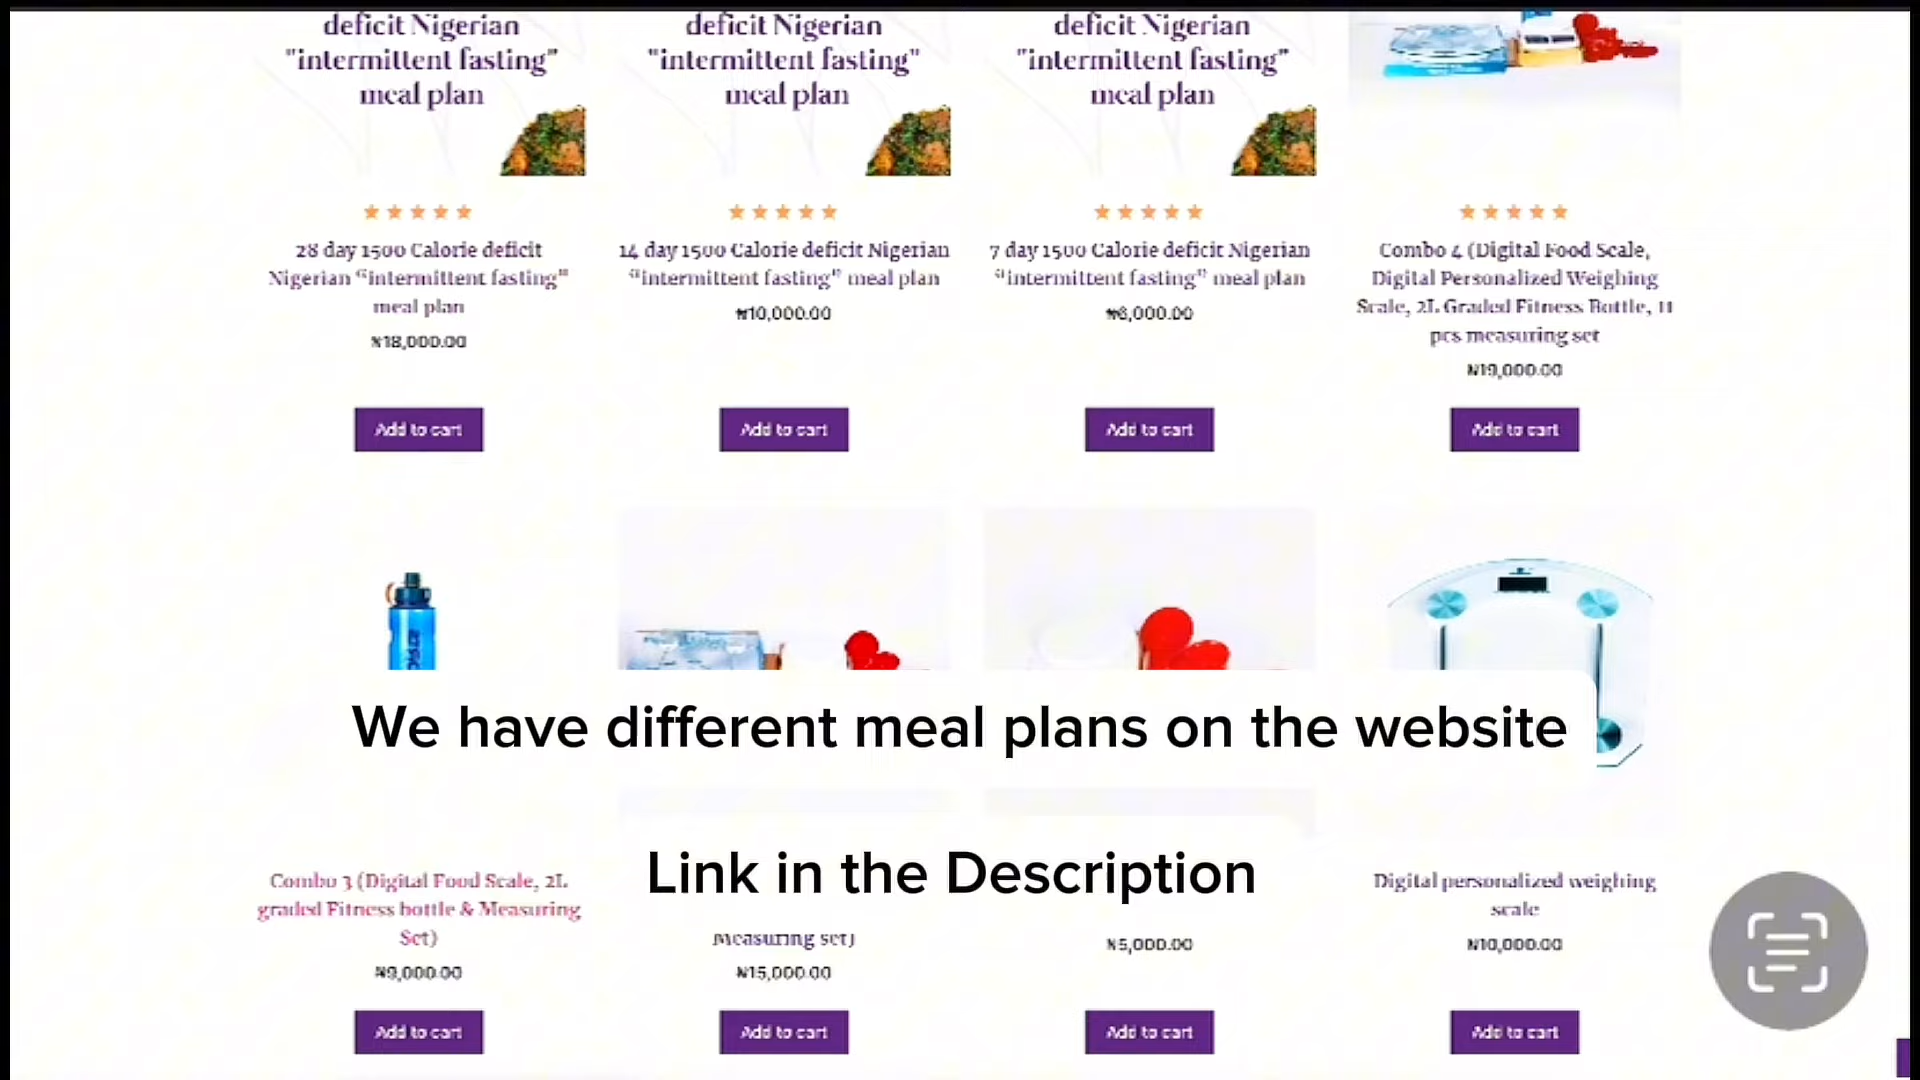 deficit Nigerian
"intermittent fasting"
meal plan
deficit Nigerian
"intermittent fasting"
meal plan
deficit Nigerian
"intermittent fasting"
meal plan
28 day 1500 Calorie deficit
Nigerian "intermittent fasting"
meal plan
₦18,000.00
Add to cart
14 day 1500 Calorie deficit Nigerian
"intermittent fasting" meal plan
₦10,000.00
Add to cart
7 day 1500 Calorie deficit Nigerian
"intermittent fasting" meal plan
Add to cart
Combo 4 (Digital Food Scale,
Digital Personalized Weighing
Scale, 2L Graded Fitness Bottle, 11
pcs measuring set
₦19,000.00
Add to cart
We have different meal plans on the website
Link in the Description
Combo 3 (Digital Food Scale, 2L
graded Fitness bottle & Measuring
Set)
₦9,000.00
Add to cart
Measuring set)
₦15,000.00
Add to cart
₦5,000.00
Add to cart
Digital personalized weighing
scale
₦10,000.00
Add to cart